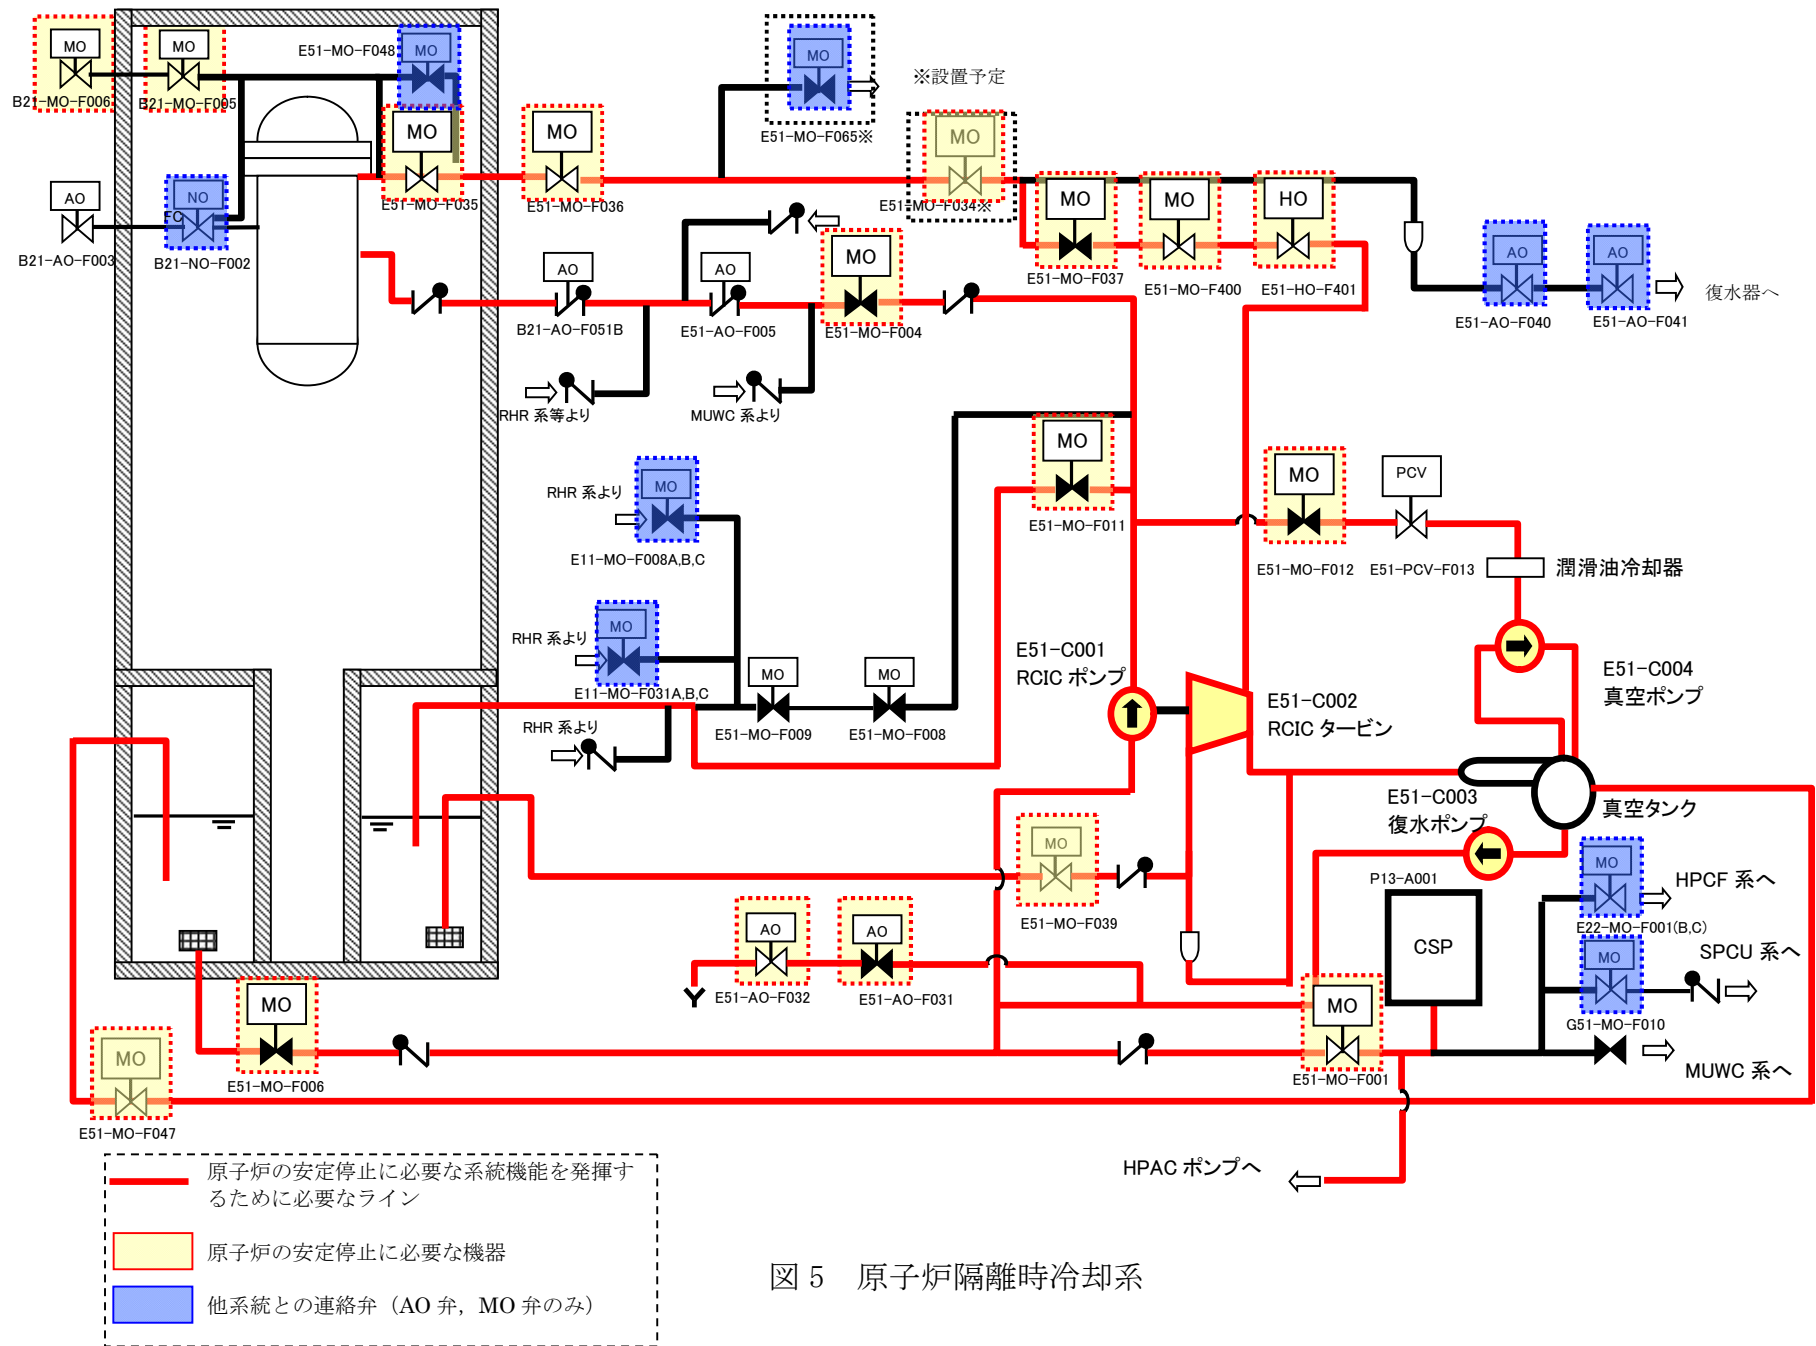 MO
B21-MO-F006
MO
B21-MO-F005
E51-MO-F048
MO
MO
E51-MO-F035
MO
E51-MO-F036
MO
E51-MO-F065※
※設置予定
MO
E51-MO-F034※
MO
E51-MO-F037
MO
E51-MO-F400
HO
E51-HO-F401
AO
E51-AO-F040
AO
E51-AO-F041
復水器へ
AO
B21-AO-F003
NO
FC
B21-NO-F002
AO
B21-AO-F051B
AO
E51-AO-F005
MO
E51-MO-F004
RHR 系等より
MUWC 系より
MO
E51-MO-F011
RHR 系より
MO
E11-MO-F008A,B,C
MO
E51-MO-F012
PCV
E51-PCV-F013
潤滑油冷却器
RHR 系より
MO
E11-MO-F031A,B,C
RHR 系より
MO
E51-MO-F009
MO
E51-MO-F008
E51-C001
RCIC ポンプ
E51-C002
RCIC タービン
E51-C004
真空ポンプ
E51-C003
復水ポンプ
真空タンク
MO
E51-MO-F039
P13-A001
CSP
MO
HPCF 系へ
E22-MO-F001(B,C)
MO
SPCU 系へ
G51-MO-F010
MUWC 系へ
AO
E51-AO-F032
AO
E51-AO-F031
MO
E51-MO-F001
MO
E51-MO-F006
MO
E51-MO-F047
HPAC ポンプへ
原子炉の安定停止に必要な系統機能を発揮す
るために必要なライン
原子炉の安定停止に必要な機器
他系統との連絡弁（AO 弁，MO 弁のみ）
図 5　原子炉隔離時冷却系